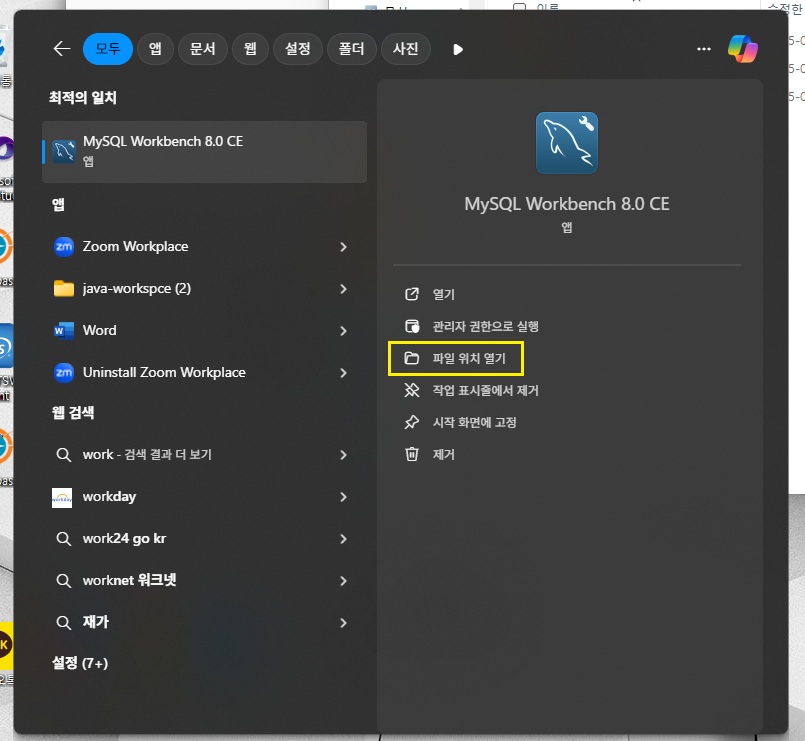 이름
수정한
모두
앱
문서
웹
설정
폴더
사진
최적의 일치
MySQL Workbench 8.0 CE
앱
앱
Zoom Workplace
java-workspce (2)
Word
Uninstall Zoom Workplace
웹 검색
work - 검색 결과 더 보기
workday
work24 go kr
worknet 워크넷
재가
설정 (7+)
MySQL Workbench 8.0 CE
앱
열기
관리자 권한으로 실행
파일 위치 열기
작업 표시줄에서 제거
시작 화면에 고정
제거